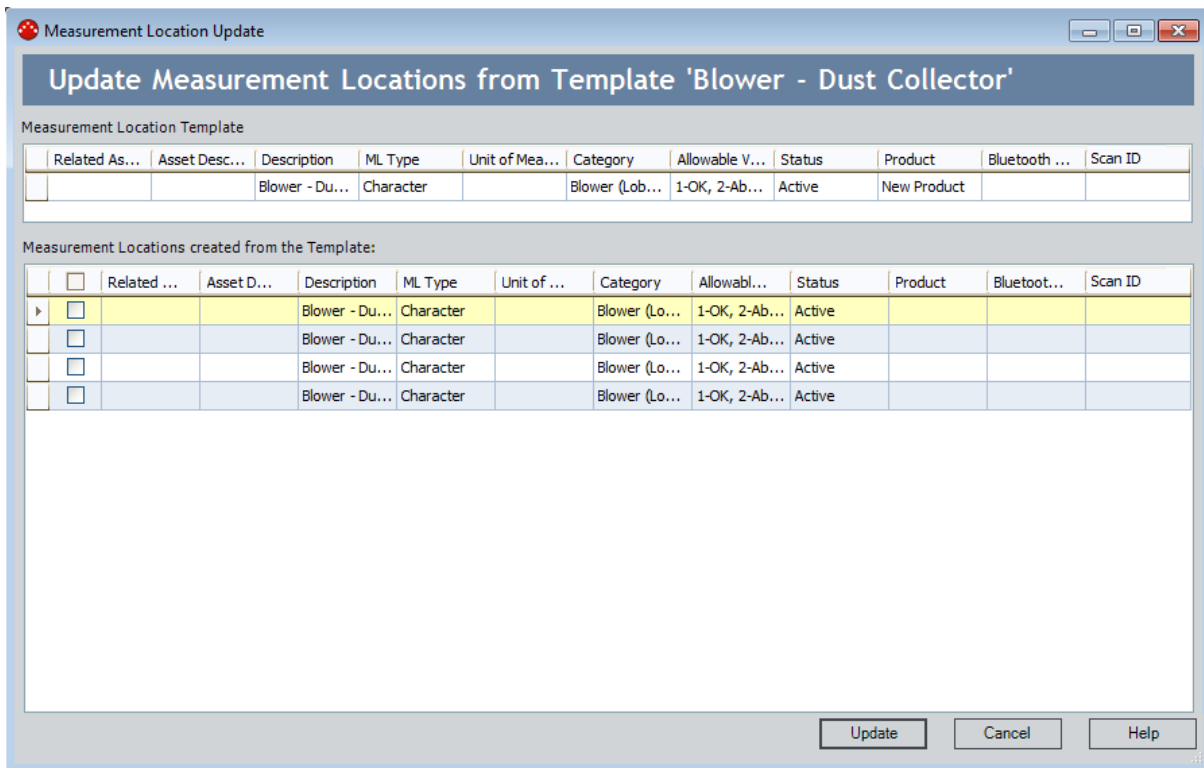 Measurement Location Update
Update Measurement Locations from Template 'Blower - Dust Collector'
Measurement Location Template
Related As... Asset Desc... Description ML Type Unit of Mea... Category Allowable V... Status Product Bluetooth ... Scan ID
Blower - Du... Character Blower (Lob... 1-OK, 2-Ab... Active New Product
Measurement Locations created from the Template:
Related ... Asset D... Description ML Type Unit of ... Category Allowabl... Status Product Bluetoot... Scan ID
Blower - Du... Character Blower (Lo... 1-OK, 2-Ab... Active
Blower - Du... Character Blower (Lo... 1-OK, 2-Ab... Active
Blower - Du... Character Blower (Lo... 1-OK, 2-Ab... Active
Blower - Du... Character Blower (Lo... 1-OK, 2-Ab... Active
Update Cancel Help